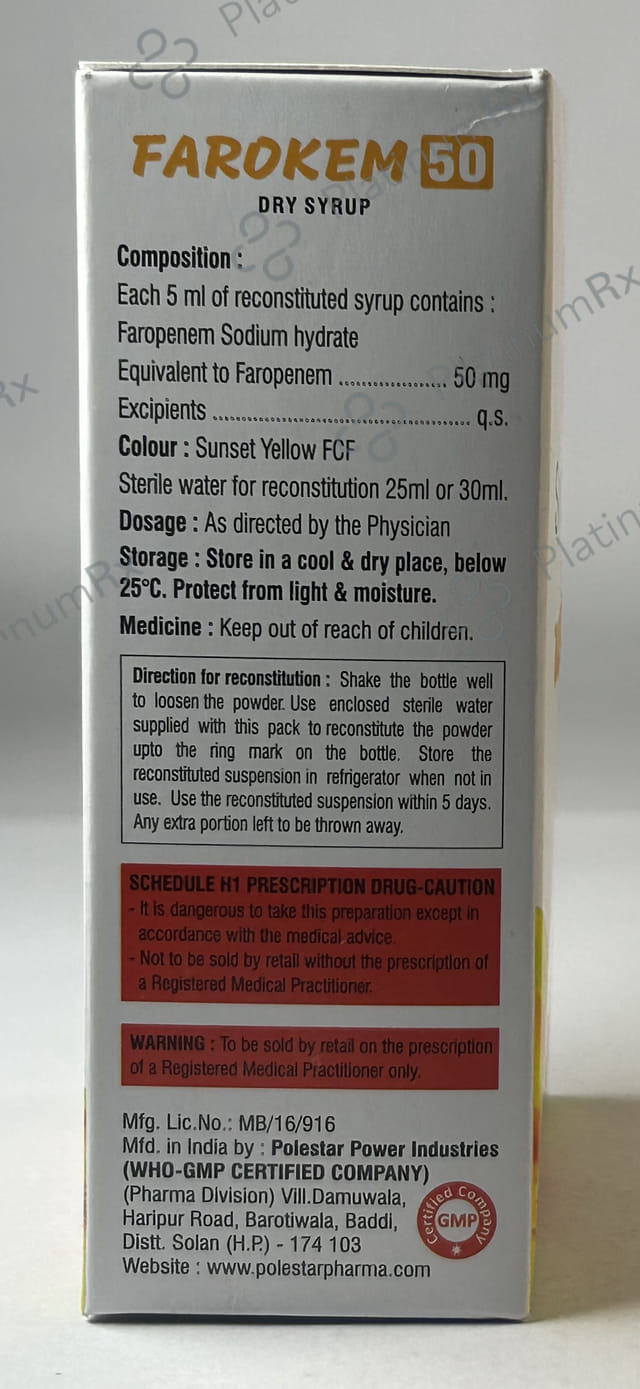 FAROKEM 50
DRY SYRUP
Composition :
Each 5 ml of reconstituted syrup contains :
Faropenem Sodium hydrate
Equivalent to Faropenem .................. 50 mg
Excipients ............................................. q.s.
Colour : Sunset Yellow FCF
Sterile water for reconstitution 25ml or 30ml.
Dosage : As directed by the Physician
Storage : Store in a cool & dry place, below
25°C. Protect from light & moisture.
Medicine : Keep out of reach of children.
Direction for reconstitution : Shake the bottle well
to loosen the powder. Use enclosed sterile water
supplied with this pack to reconstitute the powder
upto the ring mark on the bottle. Store the
reconstituted suspension in refrigerator when not in
use. Use the reconstituted suspension within 5 days.
Any extra portion left to be thrown away.
SCHEDULE H1 PRESCRIPTION DRUG-CAUTION
- It is dangerous to take this preparation except in
accordance with the medical advice.
- Not to be sold by retail without the prescription of
a Registered Medical Practitioner.
WARNING : To be sold by retail on the prescription
of a Registered Medical Practitioner only.
Mfg. Lic.No.: MB/16/916
Mfd. in India by : Polestar Power Industries
(WHO-GMP CERTIFIED COMPANY)
(Pharma Division) Vill.Damuwala,
Haripur Road, Barotiwala, Baddi,
Distt. Solan (H.P.) - 174 103
Website : www.polestarpharma.com
Certified Company
GMP
PlatinumRx